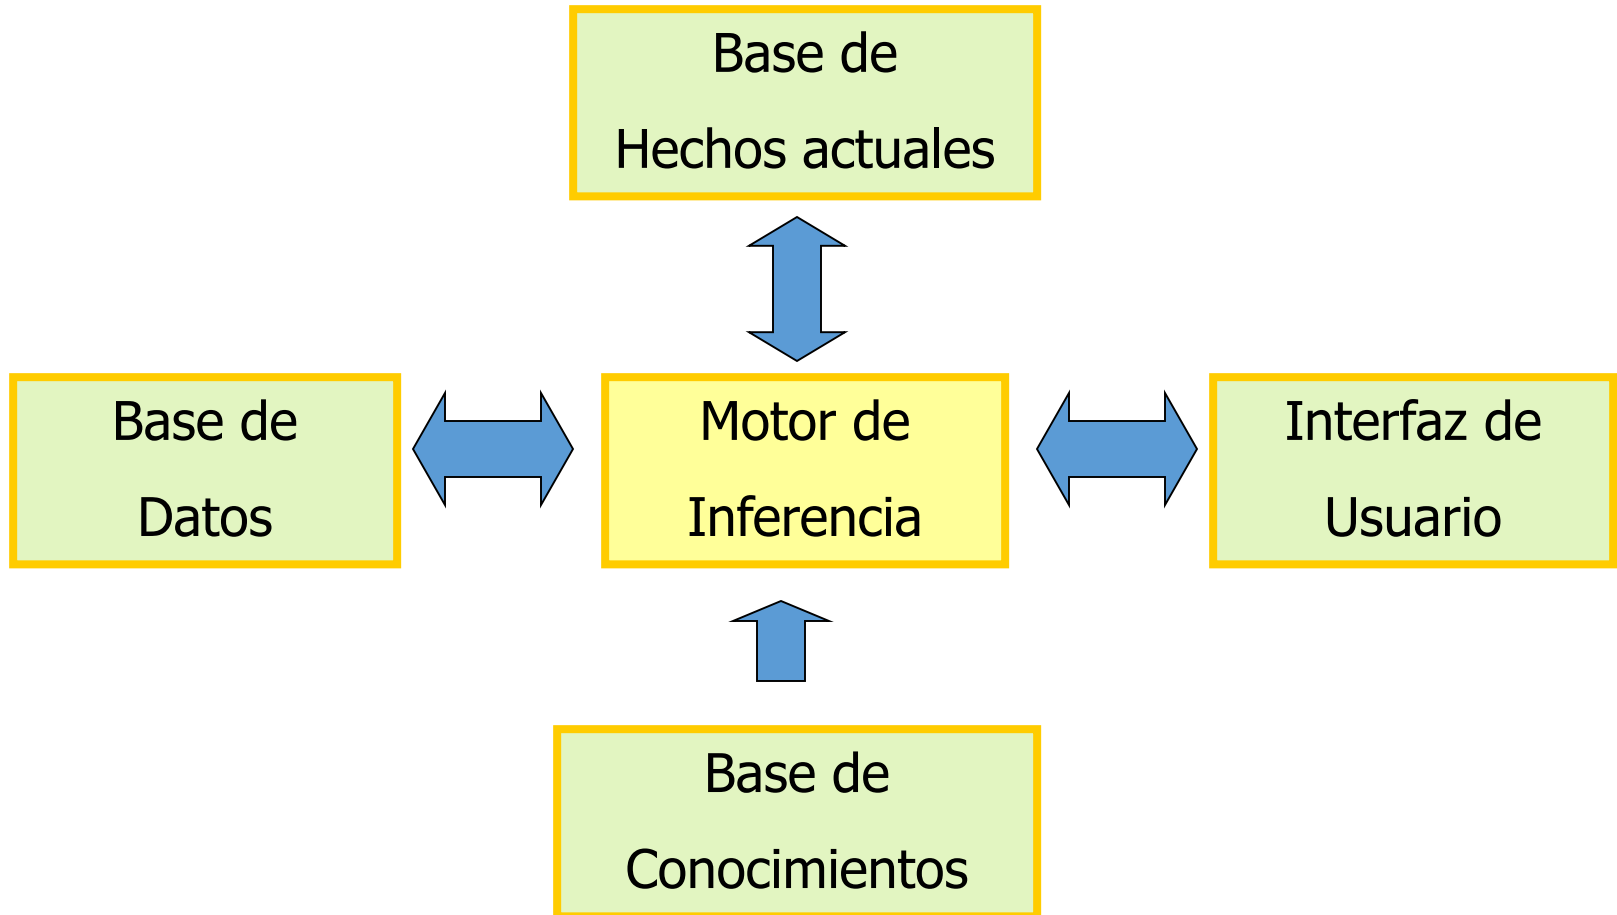 Base de
Hechos actuales
Base de
Datos
Motor de
Inferencia
Interfaz de
Usuario
Base de
Conocimientos